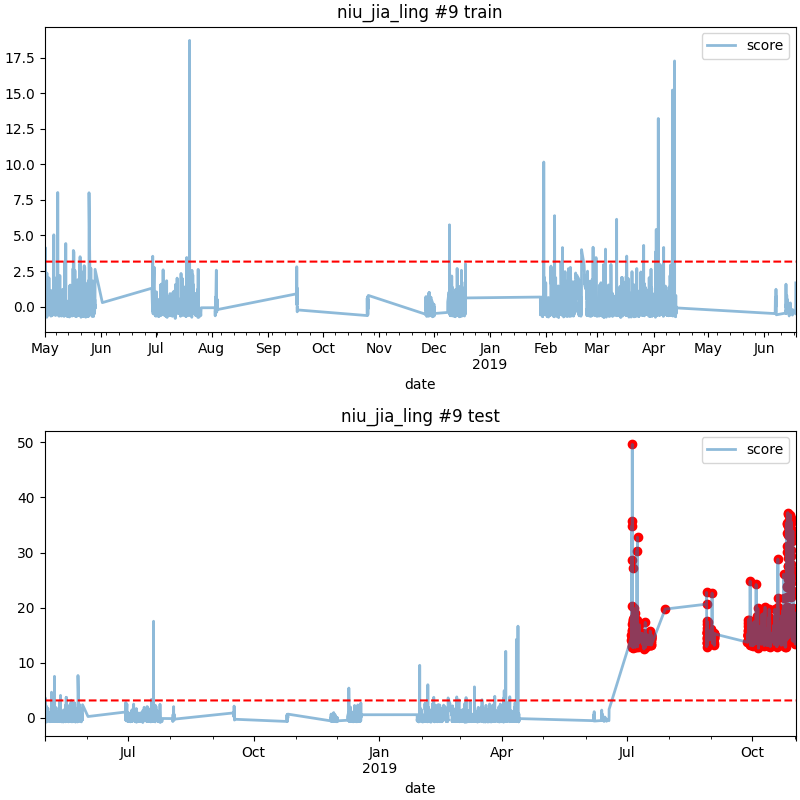 niu_jia_ling #9 train
score
17.5
15.0
12.5
10.0
7.5
5.0
2.5
0.0
May Jun Jul Aug Sep Oct Nov Dec Jan Feb Mar Apr May Jun
2019
date
niu_jia_ling #9 test
score
50
40
30
20
10
0
Jul Oct Jan Apr Jul Oct
2019
date